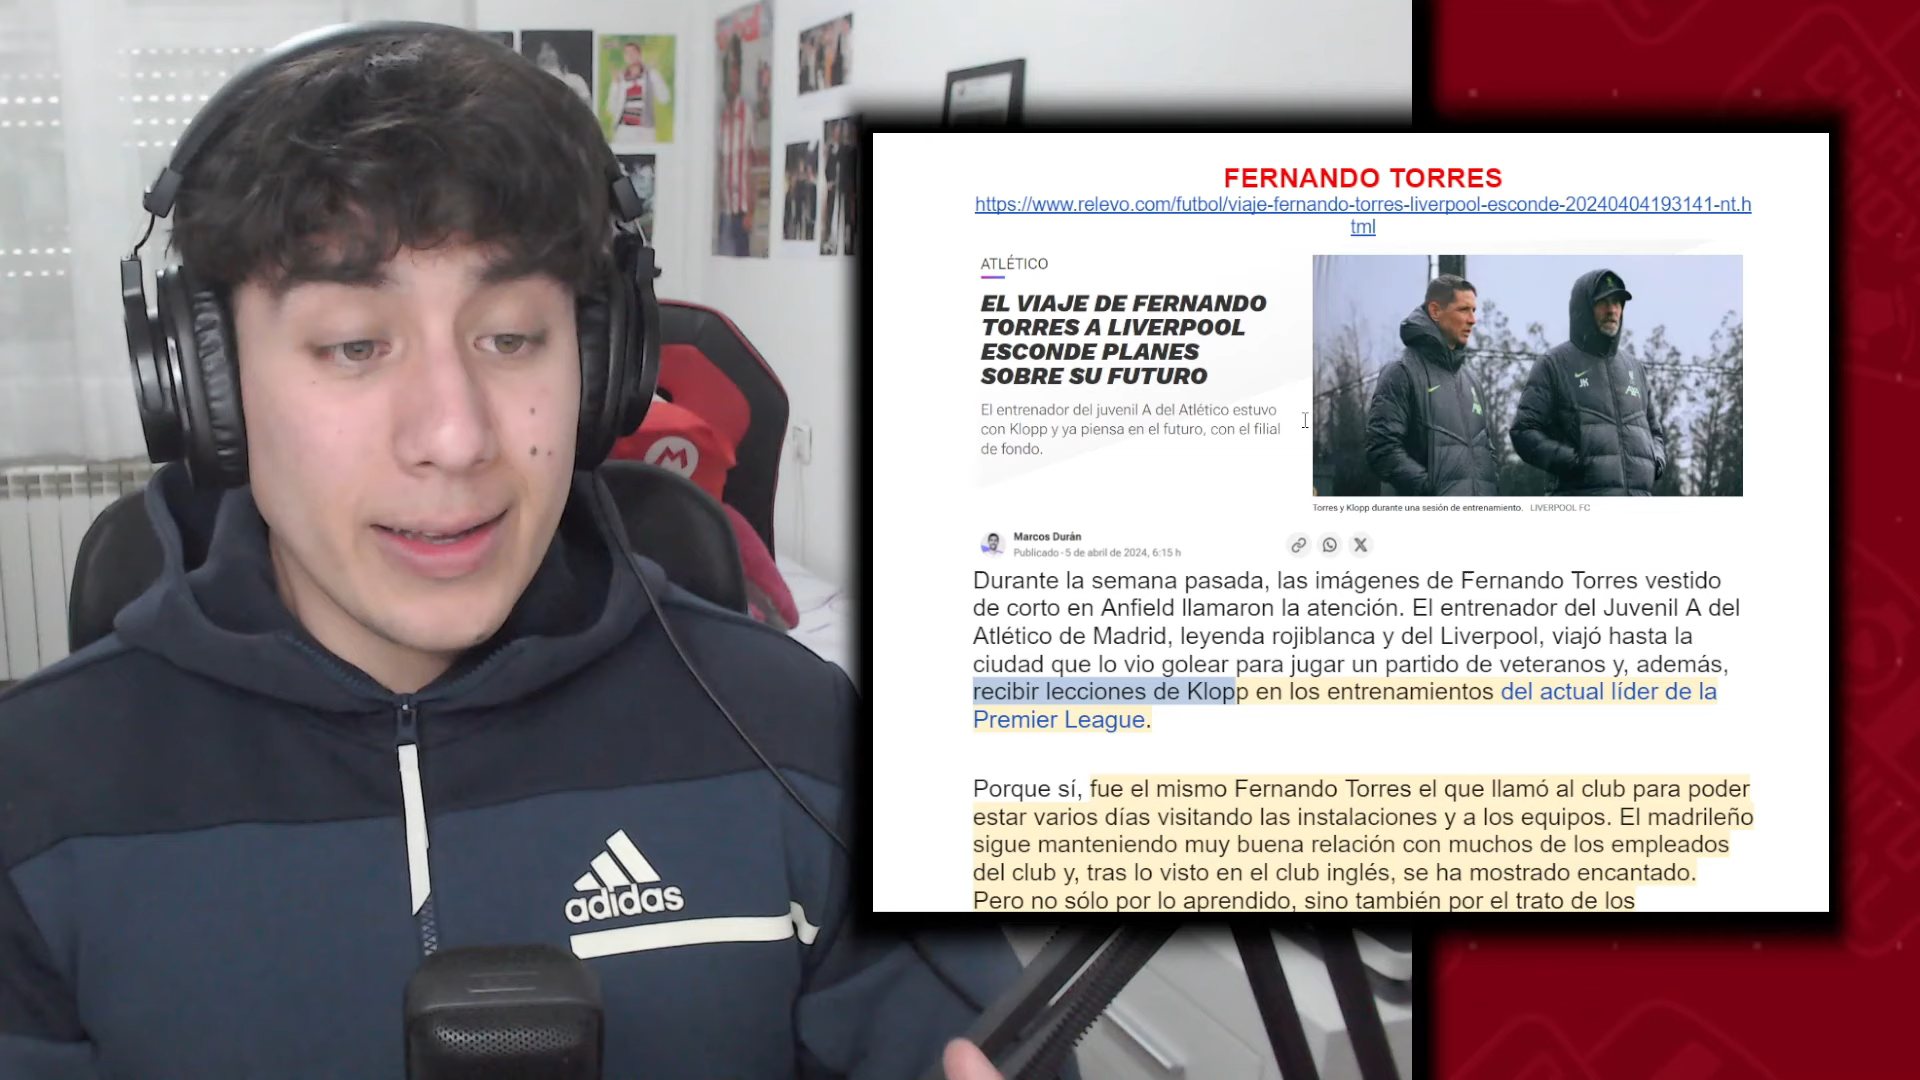 FERNANDO TORRES
https://www.relevo.com/futbol/viaje-fernando-torres-liverpool-esconde-20240404193141-nt.h
tml
ATLÉTICO
EL VIAJE DE FERNANDO
TORRES A LIVERPOOL
ESCONDE PLANES
SOBRE SU FUTURO
El entrenador del juvenil A del Atlético estuvo
con Klopp y ya piensa en el futuro, con el filial
de fondo.
JK
Torres y Klopp durante una sesión de entrenamiento. LIVERPOOL FC
Marcos Durán
Publicado - 5 de abril de 2024, 6:15 h
Durante la semana pasada, las imágenes de Fernando Torres vestido
de corto en Anfield llamaron la atención. El entrenador del Juvenil A del
Atlético de Madrid, leyenda rojiblanca y del Liverpool, viajó hasta la
ciudad que lo vio golear para jugar un partido de veteranos y, además,
recibir lecciones de Klopp en los entrenamientos del actual líder de la
Premier League.
Porque sí, fue el mismo Fernando Torres el que llamó al club para poder
estar varios días visitando las instalaciones y a los equipos. El madrileño
sigue manteniendo muy buena relación con muchos de los empleados
del club y, tras lo visto en el club inglés, se ha mostrado encantado.
Pero no sólo por lo aprendido, sino también por el trato de los
M
adidas